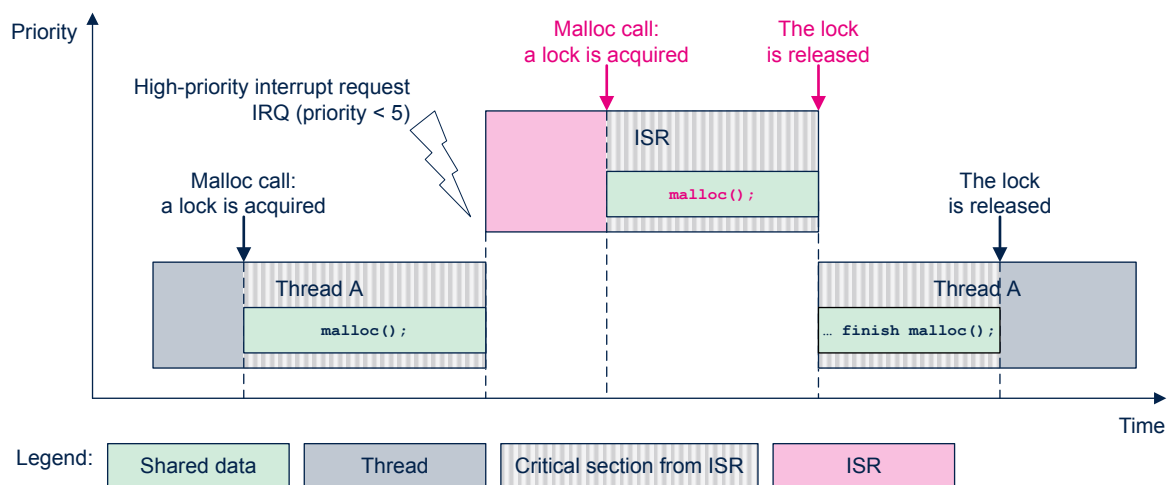 Priority
Malloc call:
a lock is acquired
The lock
is released
High-priority interrupt request
IRQ (priority < 5)
ISR
malloc();
Malloc call:
a lock is acquired
The lock
is released
Thread A
malloc();
Thread A
… finish malloc();
Time
Legend:
Shared data
Thread
Critical section from ISR
ISR